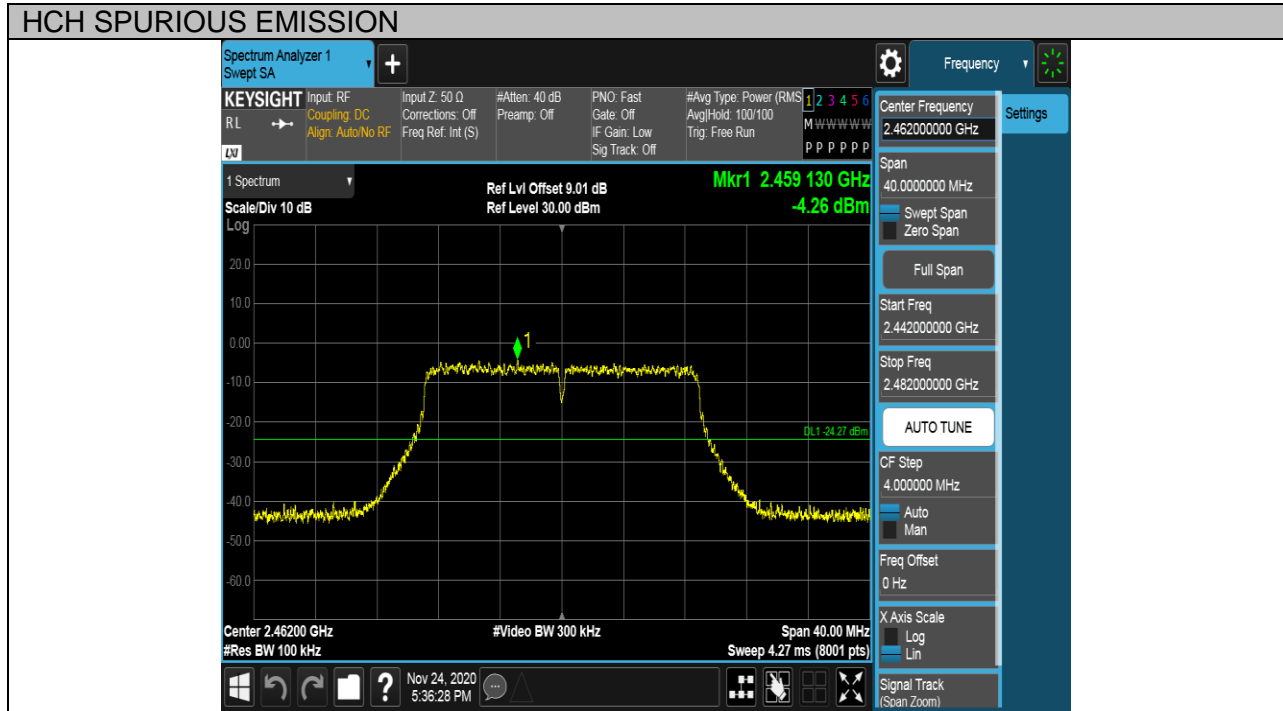 HCH SPURIOUS EMISSION
Spectrum Analyzer 1
Swept SA
+
Frequency
KEYSIGHT
RL
LXI
Input: RF
Coupling: DC
Align: Auto/No RF
Input Z: 50 Ω
Corrections: Off
Freq Ref: Int (S)
#Atten: 40 dB
Preamp: Off
PNO: Fast
Gate: Off
IF Gain: Low
Sig Track: Off
#Avg Type: Power (RMS
Avg|Hold: 100/100
Trig: Free Run
1 2 3 4 5 6
M W W W W W
P P P P P P
1 Spectrum
Scale/Div 10 dB
Ref Lvl Offset 9.01 dB
Ref Level 30.00 dBm
Mkr1 2.459 130 GHz
-4.26 dBm
Log
20.0
10.0
0.00
-10.0
-20.0
-30.0
-40.0
-50.0
-60.0
1
DL1 -24.27 dBm
Center 2.46200 GHz
#Res BW 100 kHz
#Video BW 300 kHz
Span 40.00 MHz
Sweep 4.27 ms (8001 pts)
Nov 24, 2020
5:36:28 PM
?
Center Frequency
2.462000000 GHz
Settings
Span
40.0000000 MHz
Swept Span
Zero Span
Full Span
Start Freq
2.442000000 GHz
Stop Freq
2.482000000 GHz
AUTO TUNE
CF Step
4.000000 MHz
Auto
Man
Freq Offset
0 Hz
X Axis Scale
Log
Lin
Signal Track
(Span Zoom)